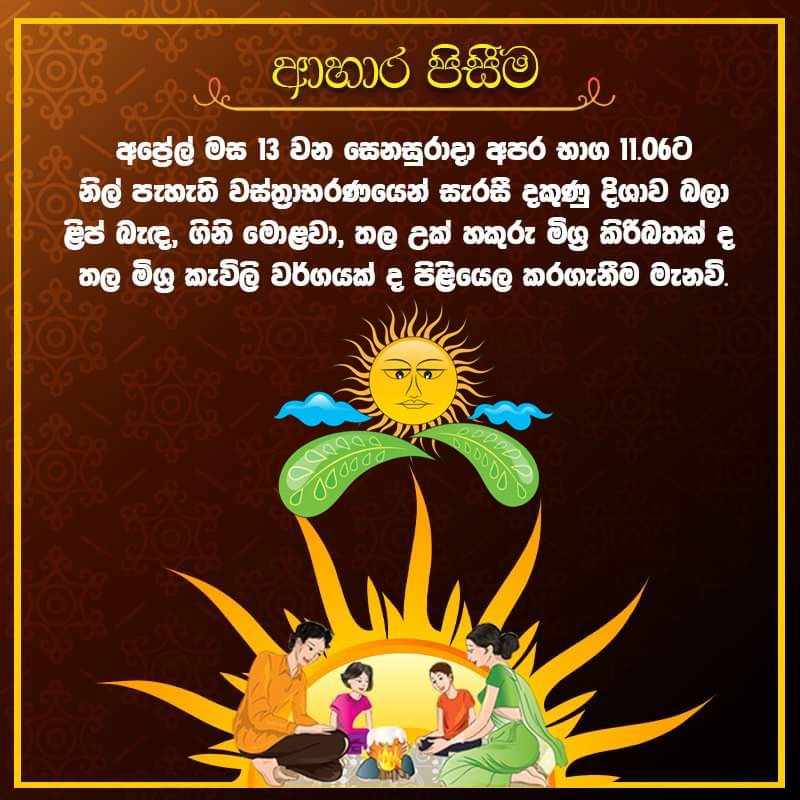 ආහාර පිසීම
අප්‍රේල් මස 13 වන සෙනසුරාදා අපර භාග 11.06ට
නිල් පැහැති වස්ත්‍රාභරණයෙන් සැරසී දකුණු දිශාව බලා
ළිප් බැඳ, ගිනි මොළවා, තල උක් හකුරු මිශ්‍ර කිරිබතක් ද
තල මිශ්‍ර කැවිලි වර්ගයක් ද පිළියෙල කරගැනීම මැනවි.